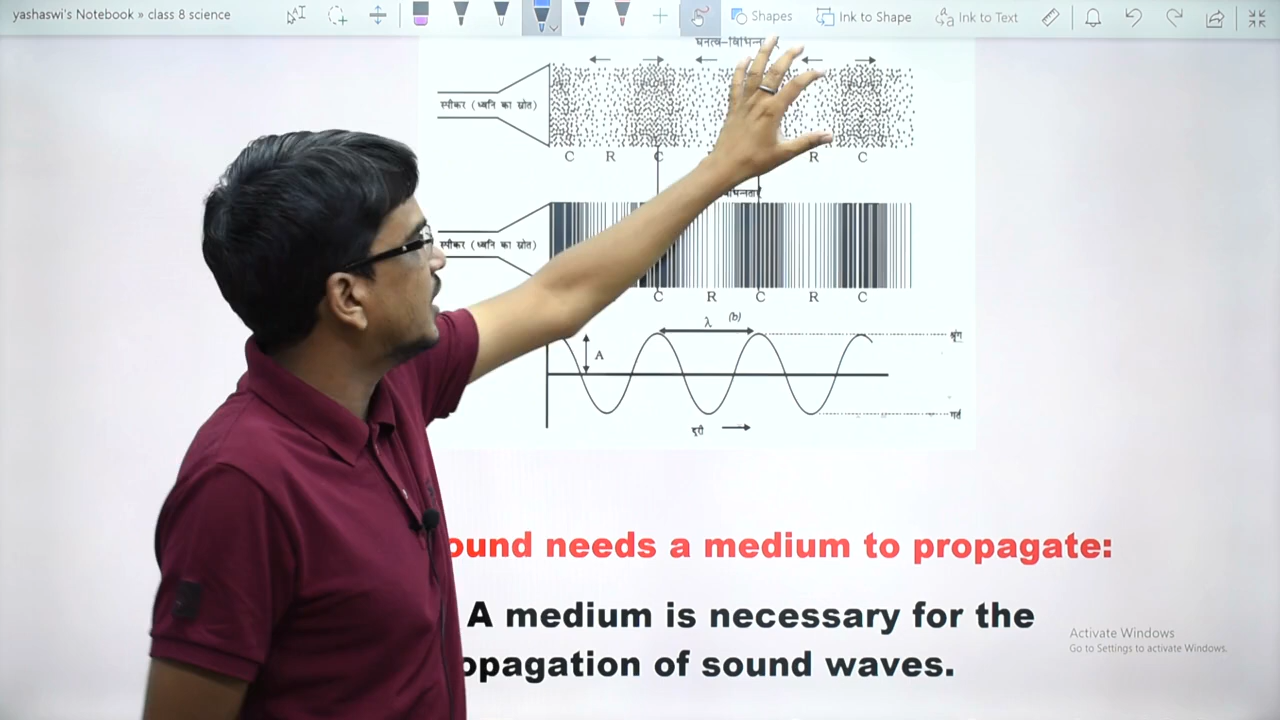 yashaswi's Notebook » class 8 science
Shapes
Ink to Shape
Ink to Text
स्पीकर (ध्वनि का स्रोत)
C R C R C
स्पीकर (ध्वनि का स्रोत)
C R C R C
(b)
λ
A
शृंग
गर्त
दूरी
ound needs a medium to propagate:
A medium is necessary for the
opagation of sound waves.
Activate Windows
Go to Settings to activate Windows.